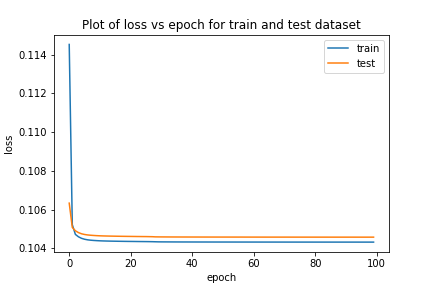 Plot of loss vs epoch for train and test dataset
train
test
0.114
0.112
0.110
0.108
0.106
0.104
loss
0 20 40 60 80 100
epoch